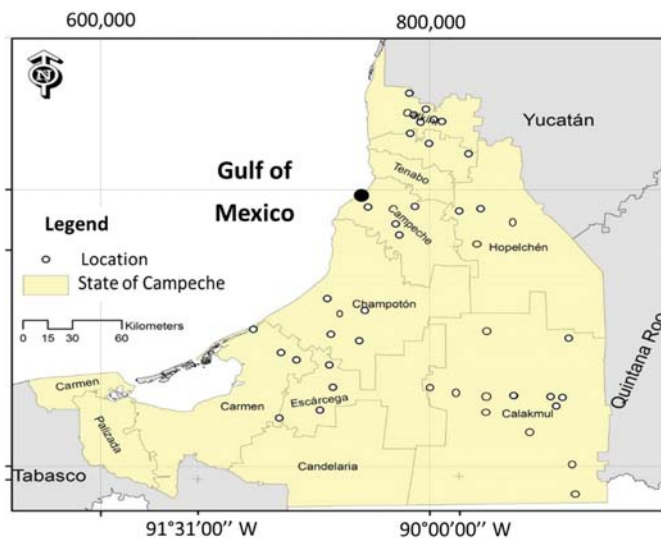 600,000
800,000
N
Yucatán
Tenabo
Gulf of
Mexico
Campeche
Legend
Location
State of Campeche
Hopelchén
Champotón
Kilometers
0 15 30 60
Quintana Roo
Carmen
Palizada
Carmen
Escárcega
Calakmul
Candelaria
Tabasco
91°31'00'' W
90°00'00'' W